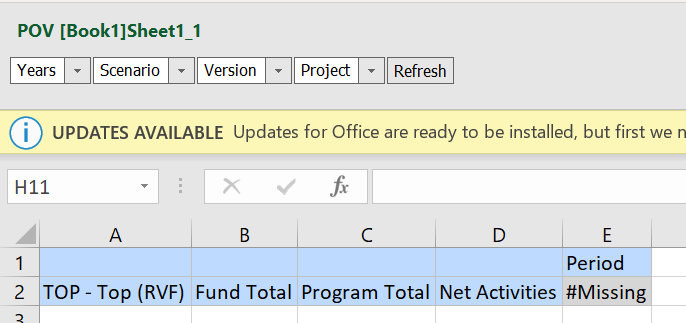 POV [Book1]Sheet1_1
Years Scenario Version Project Refresh
UPDATES AVAILABLE Updates for Office are ready to be installed, but first we n
H11 fx
A B C D E
1 Period
2 TOP - Top (RVF) Fund Total Program Total Net Activities #Missing
3